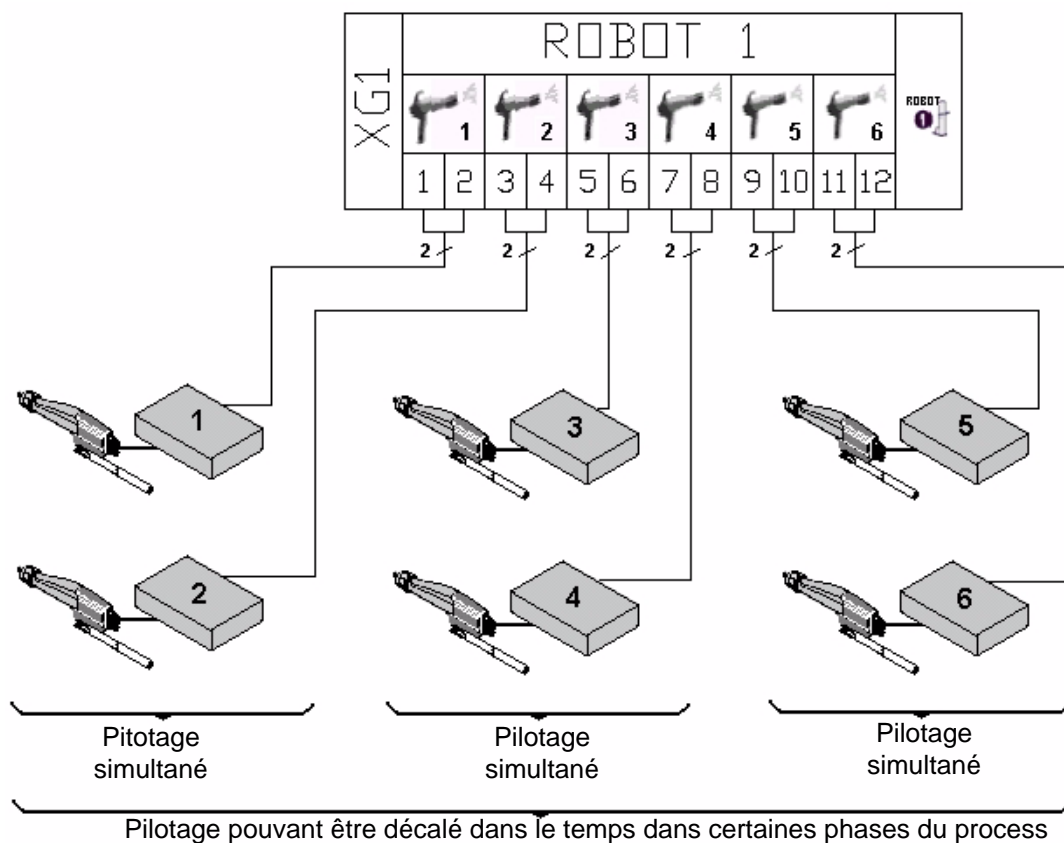 ROBOT 1
XG1
1 2 3 4 5 6
ROBOT
1
1 2 3 4 5 6 7 8 9 10 11 12
2 2 2 2 2 2
1 3 5
2 4 6
Pitotage
simultané
Pilotage
simultané
Pilotage
simultané
Pilotage pouvant être décalé dans le temps dans certaines phases du process